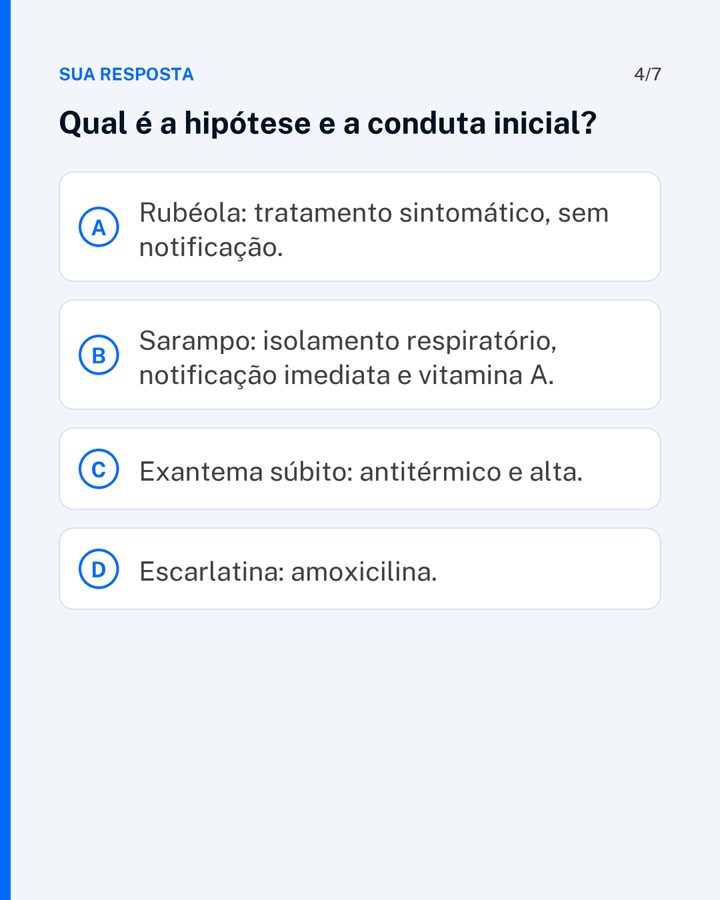 SUA RESPOSTA
4/7
Qual é a hipótese e a conduta inicial?
A
Rubéola: tratamento sintomático, sem
notificação.
B
Sarampo: isolamento respiratório,
notificação imediata e vitamina A.
C
Exantema súbito: antitérmico e alta.
D
Escarlatina: amoxicilina.